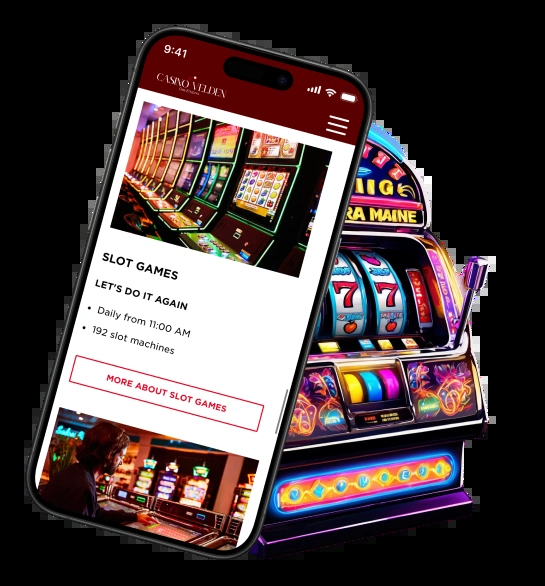 9:41
CASINO VELDEN
SLOT GAMES
LET'S DO IT AGAIN
• Daily from 11:00 AM
• 192 slot machines
MORE ABOUT SLOT GAMES
RA MAINE
7 7